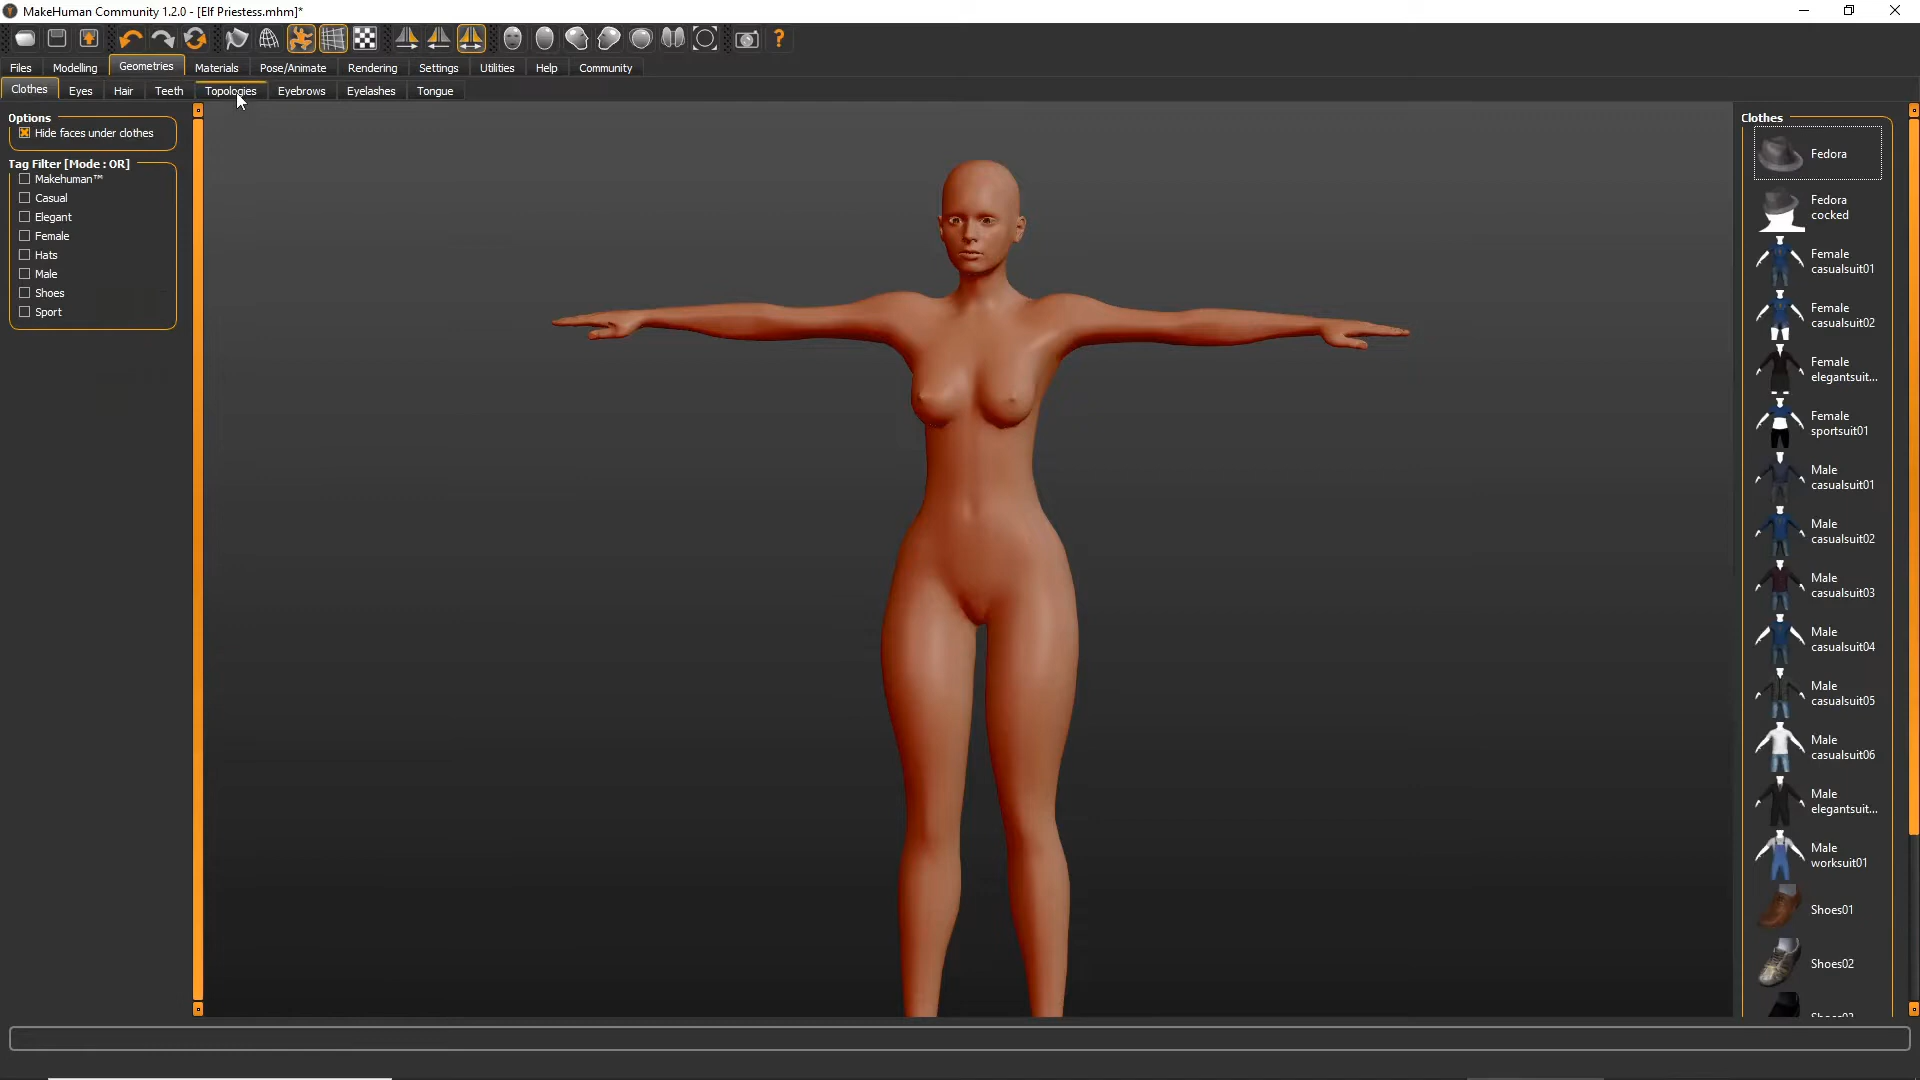 MakeHuman Community 1.2.0 - [Elf Priestess.mhm]*
Files Modelling Geometries Materials Pose/Animate Rendering Settings Utilities Help Community
Clothes Eyes Hair Teeth Topologies Eyebrows Eyelashes Tongue
Options
Hide faces under clothes
Tag Filter [Mode : OR]
Makehuman™
Casual
Elegant
Female
Hats
Male
Shoes
Sport
Clothes
Fedora
Fedora
cocked
Female
casualsuit01
Female
casualsuit02
Female
elegantsuit...
Female
sportsuit01
Male
casualsuit01
Male
casualsuit02
Male
casualsuit03
Male
casualsuit04
Male
casualsuit05
Male
casualsuit06
Male
elegantsuit...
Male
worksuit01
Shoes01
Shoes02